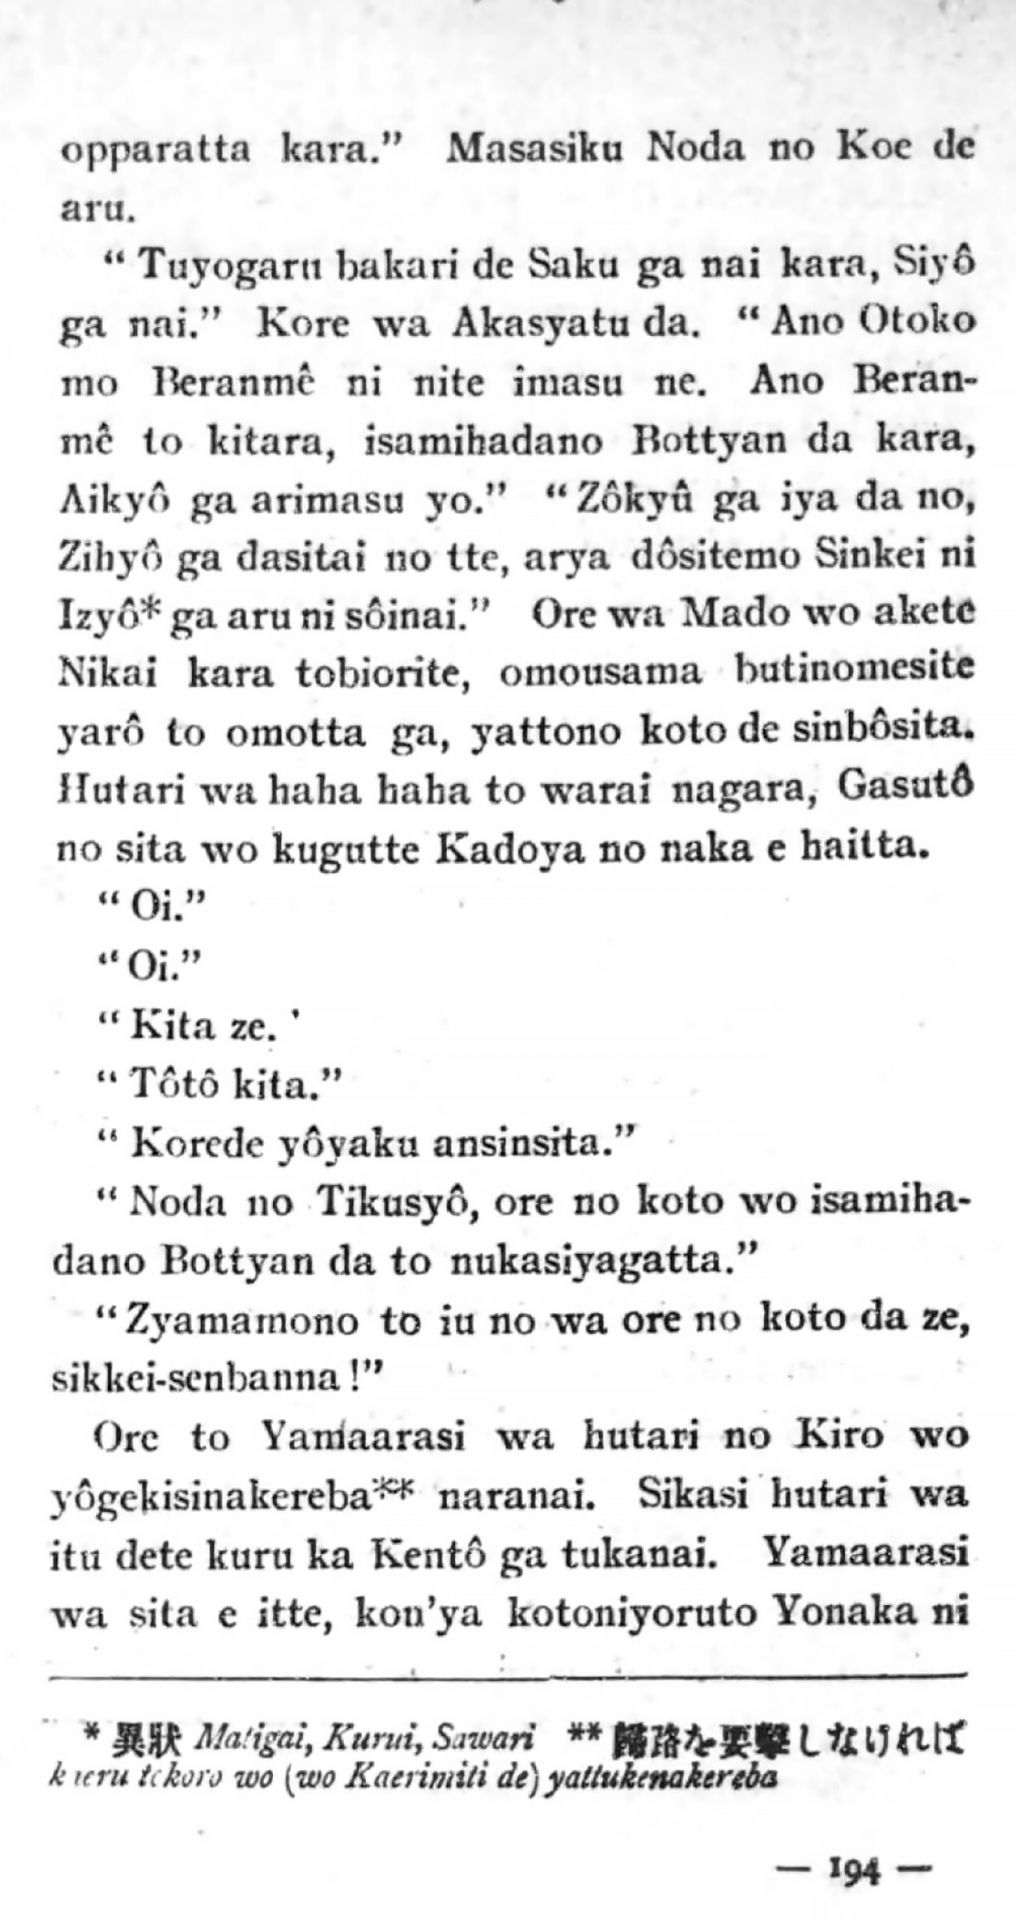 opparatta kara.” Masasiku Noda no Koe de
aru.
“ Tuyogaru bakari de Saku ga nai kara, Siyô
ga nai.” Kore wa Akasyatu da. “ Ano Otoko
mo Beranmê ni nite imasu ne. Ano Beran-
mê to kitara, isamihadano Bottyan da kara,
Aikyô ga arimasu yo.” “ Zôkyû ga iya da no,
Zihyô ga dasitai no tte, arya dôsitemo Sinkei ni
Izyô* ga aru ni sôinai.” Ore wa Mado wo akete
Nikai kara tobiorite, omousama butinomesite
yarô to omotta ga, yattono koto de sinbôsita.
Hutari wa haha haha to warai nagara, Gasutô
no sita wo kugutte Kadoya no naka e haitta.
“ Oi.”
“ Oi.”
“ Kita ze. ’
“ Tôtô kita.”
“ Korede yôyaku ansinsita.”
“ Noda no Tikusyô, ore no koto wo isamiha-
dano Bottyan da to nukasiyagatta.”
“ Zyamamono to iu no wa ore no koto da ze,
sikkei-senbanna !”
Ore to Yamaarasi wa hutari no Kiro wo
yôgekisinakereba** naranai. Sikasi hutari wa
itu dete kuru ka Kentô ga tukanai. Yamaarasi
wa sita e itte, kon’ya kotoniyoruto Yonaka ni
* 異狀 Matigai, Kurui, Sawari ** 歸路を要擊しなければ
kaeru tokoro wo (wo Kaerimiti de) yattukenakereba
— 194 —